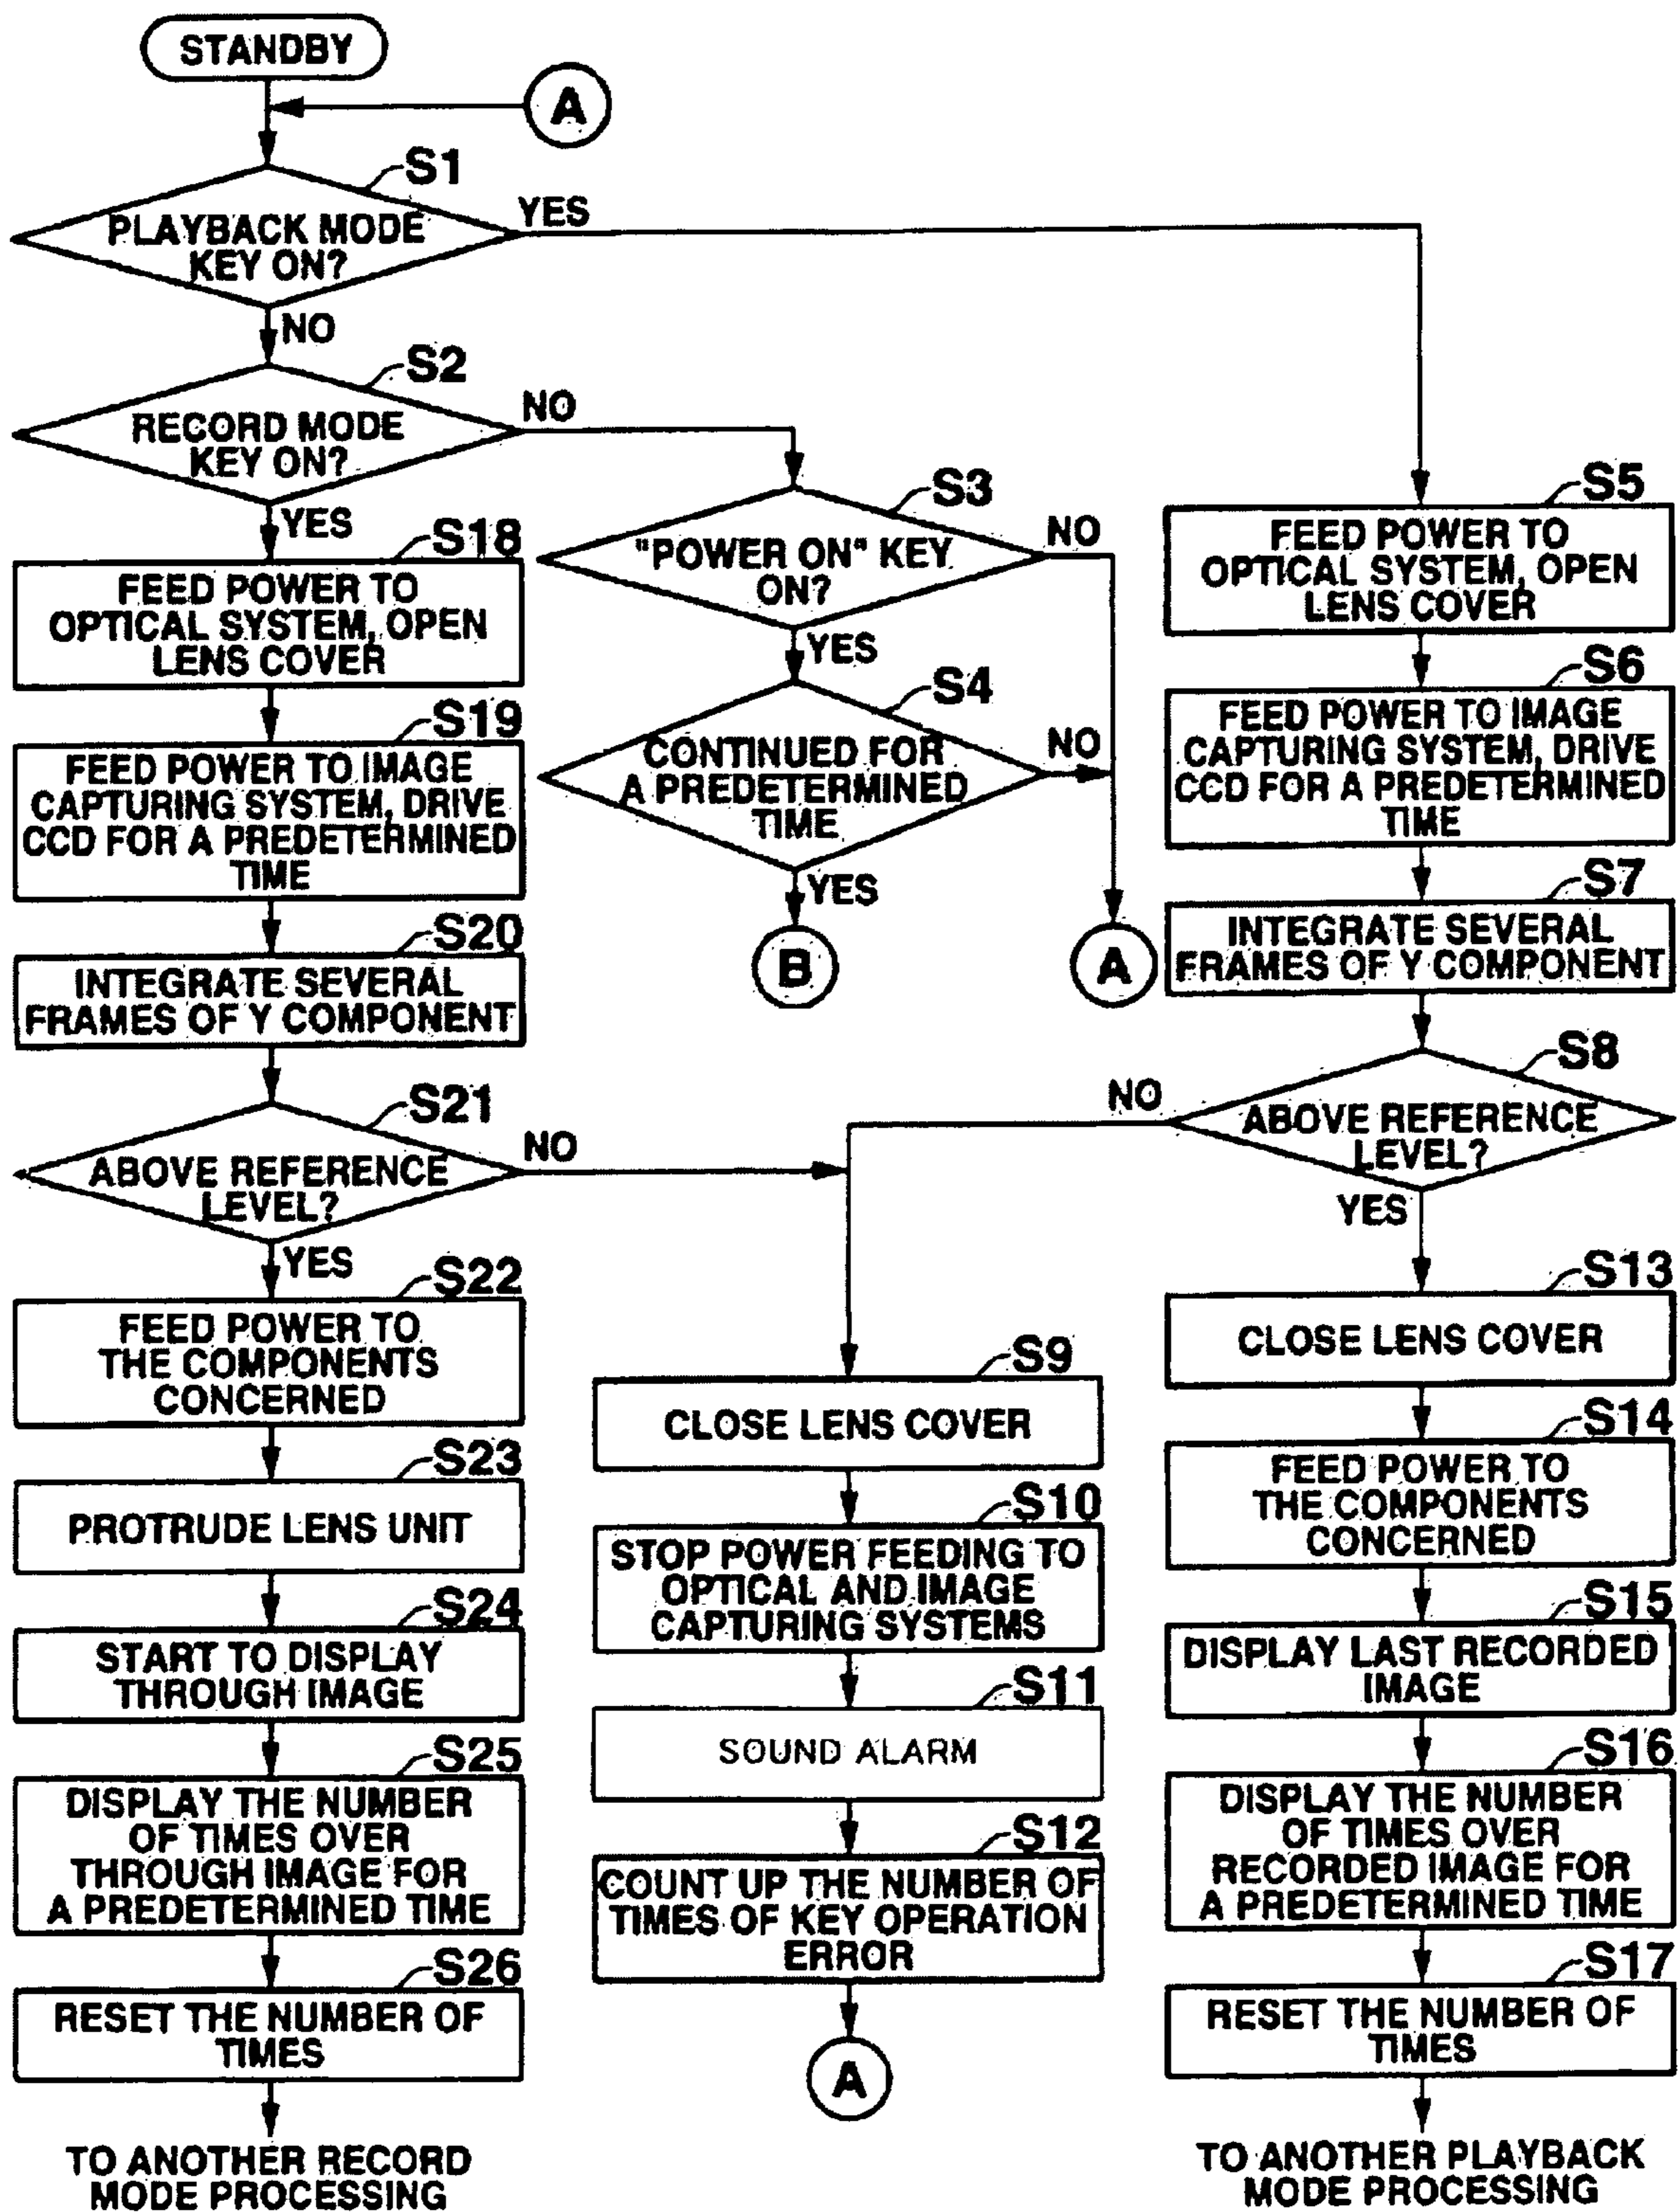 STANDBY
A
S1
PLAYBACK MODE
KEY ON?
YES
NO
S2
RECORD MODE
KEY ON?
NO
YES
S3
"POWER ON" KEY
ON?
NO
YES
S4
CONTINUED FOR
A PREDETERMINED
TIME
NO
YES
B
A
S5
FEED POWER TO
OPTICAL SYSTEM, OPEN
LENS COVER
S6
FEED POWER TO IMAGE
CAPTURING SYSTEM, DRIVE
CCD FOR A PREDETERMINED
TIME
S7
INTEGRATE SEVERAL
FRAMES OF Y COMPONENT
S8
ABOVE REFERENCE
LEVEL?
NO
YES
S18
FEED POWER TO
OPTICAL SYSTEM, OPEN
LENS COVER
S19
FEED POWER TO IMAGE
CAPTURING SYSTEM, DRIVE
CCD FOR A PREDETERMINED
TIME
S20
INTEGRATE SEVERAL
FRAMES OF Y COMPONENT
S21
ABOVE REFERENCE
LEVEL?
NO
YES
S22
FEED POWER TO
THE COMPONENTS
CONCERNED
S23
PROTRUDE LENS UNIT
S24
START TO DISPLAY
THROUGH IMAGE
S25
DISPLAY THE NUMBER
OF TIMES OVER
THROUGH IMAGE FOR
A PREDETERMINED TIME
S26
RESET THE NUMBER OF
TIMES
TO ANOTHER RECORD
MODE PROCESSING
S9
CLOSE LENS COVER
S10
STOP POWER FEEDING TO
OPTICAL AND IMAGE
CAPTURING SYSTEMS
S11
SOUND ALARM
S12
COUNT UP THE NUMBER OF
TIMES OF KEY OPERATION
ERROR
A
S13
CLOSE LENS COVER
S14
FEED POWER TO
THE COMPONENTS
CONCERNED
S15
DISPLAY LAST RECORDED
IMAGE
S16
DISPLAY THE NUMBER
OF TIMES OVER
RECORDED IMAGE FOR
A PREDETERMINED TIME
S17
RESET THE NUMBER OF
TIMES
TO ANOTHER PLAYBACK
MODE PROCESSING